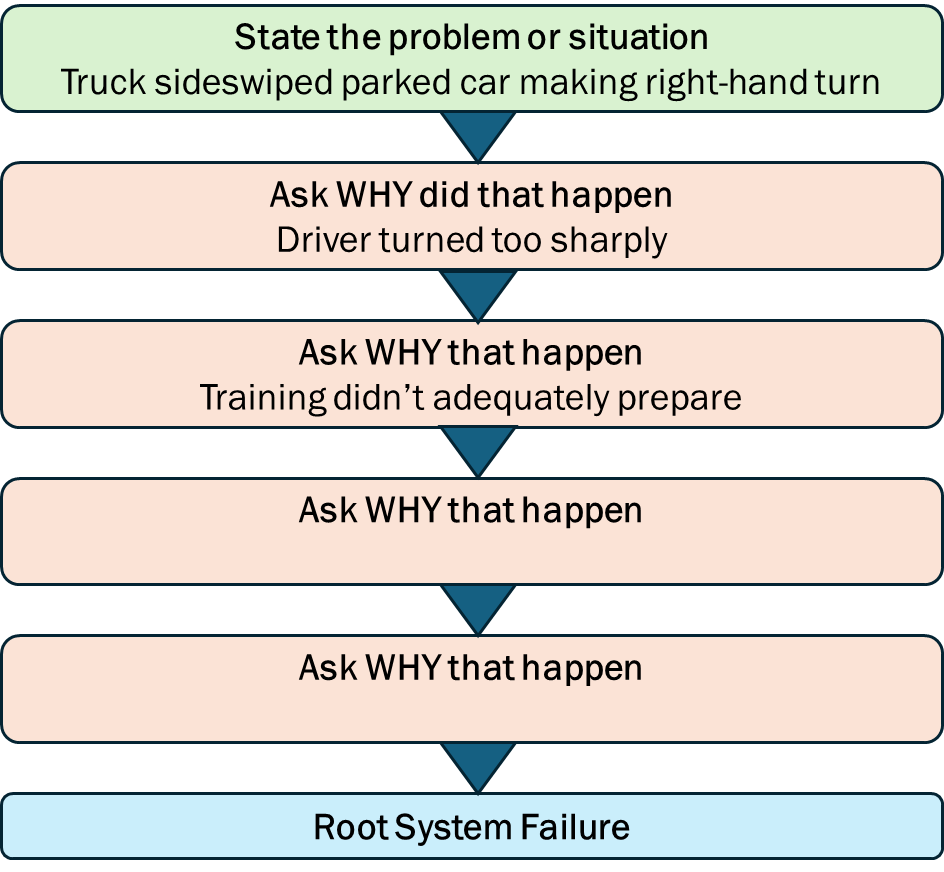 State the problem or situation
Truck sideswiped parked car making right-hand turn
Ask WHY did that happen
Driver turned too sharply
Ask WHY that happen
Training didn’t adequately prepare
Ask WHY that happen
Ask WHY that happen
Root System Failure